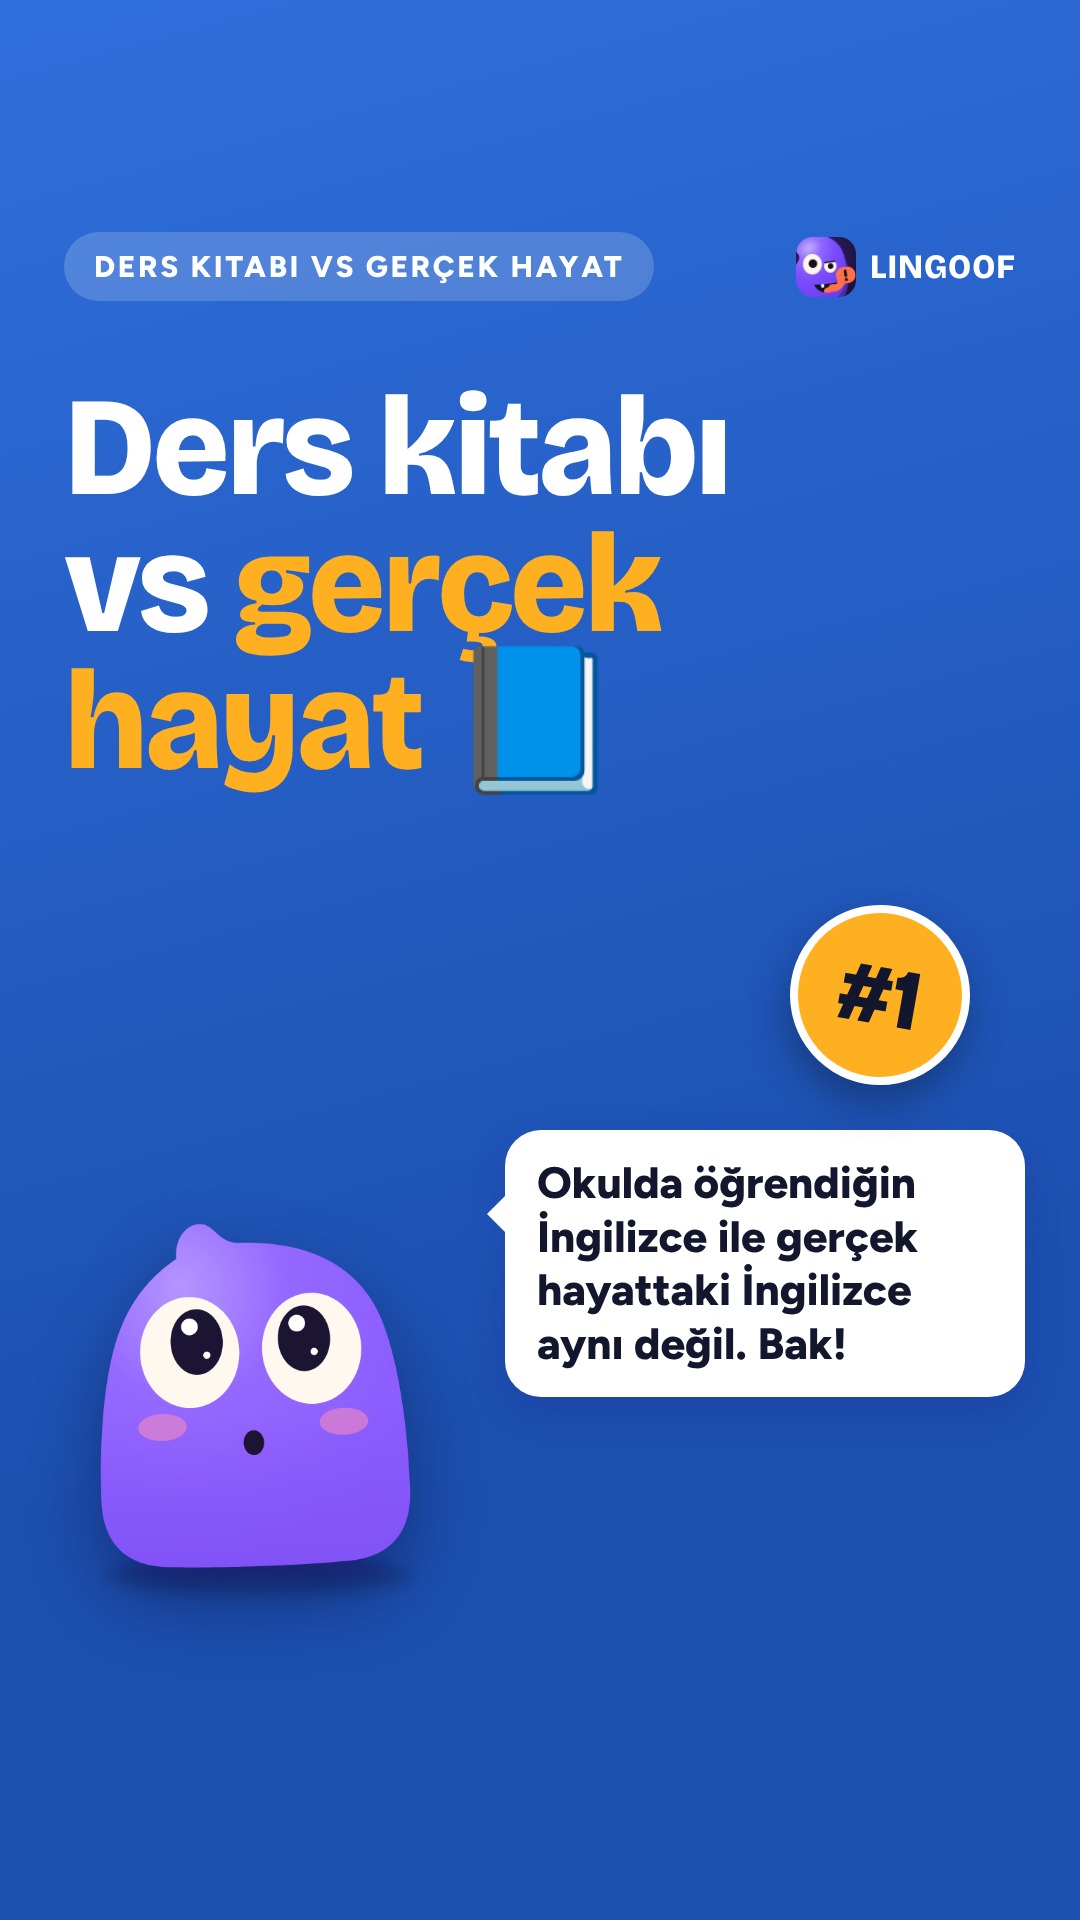 DERS KITABI VS GERÇEK HAYAT
LINGOOF
Ders kitabı
vs gerçek
hayat 📘
#1
Okulda öğrendiğin
İngilizce ile gerçek
hayattaki İngilizce
aynı değil. Bak!